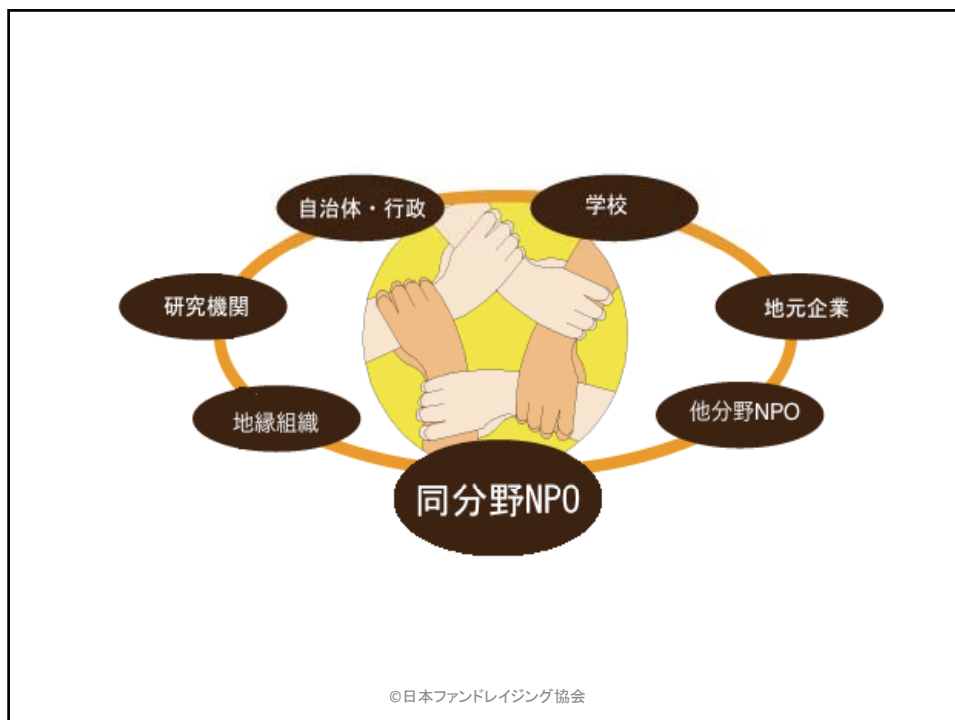 自治体・行政
学校
研究機関
地元企業
地縁組織
他分野NPO
同分野NPO
©日本ファンドレイジング協会